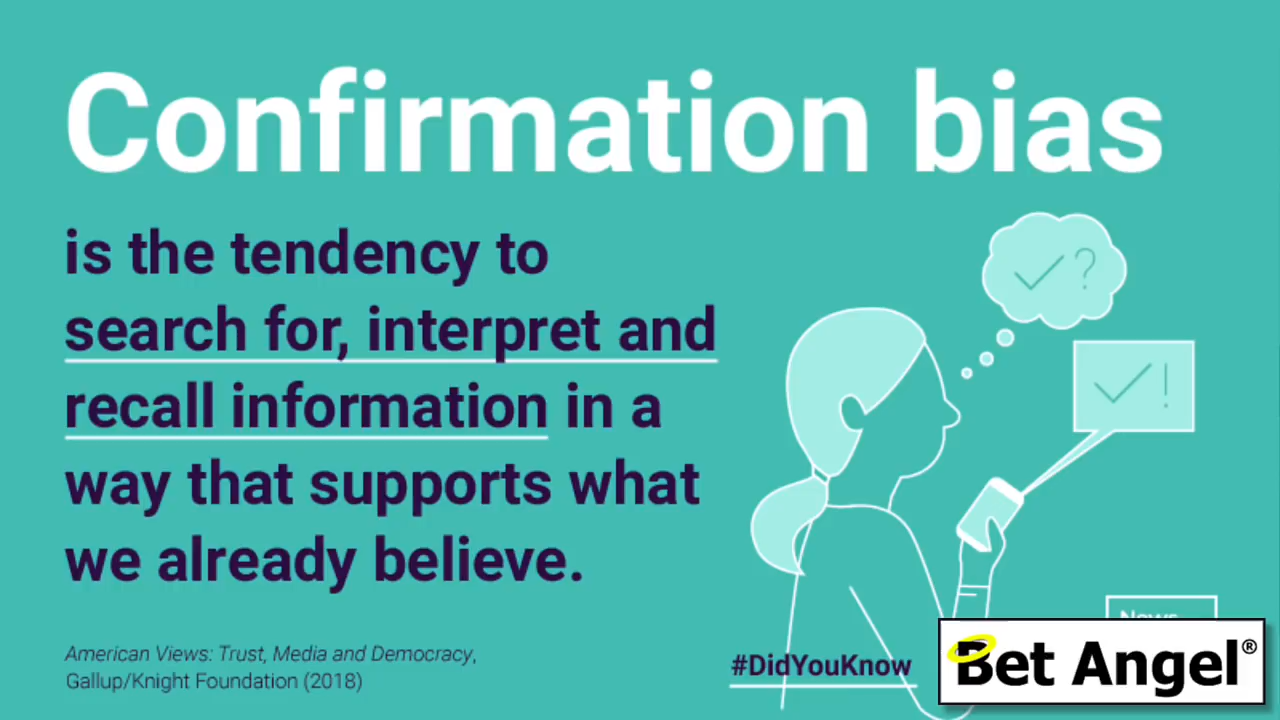 Confirmation bias
is the tendency to
search for, interpret and
recall information in a
way that supports what
we already believe.
✓?
✓!
American Views: Trust, Media and Democracy,
Gallup/Knight Foundation (2018)
#DidYouKnow
News
Bet Angel®